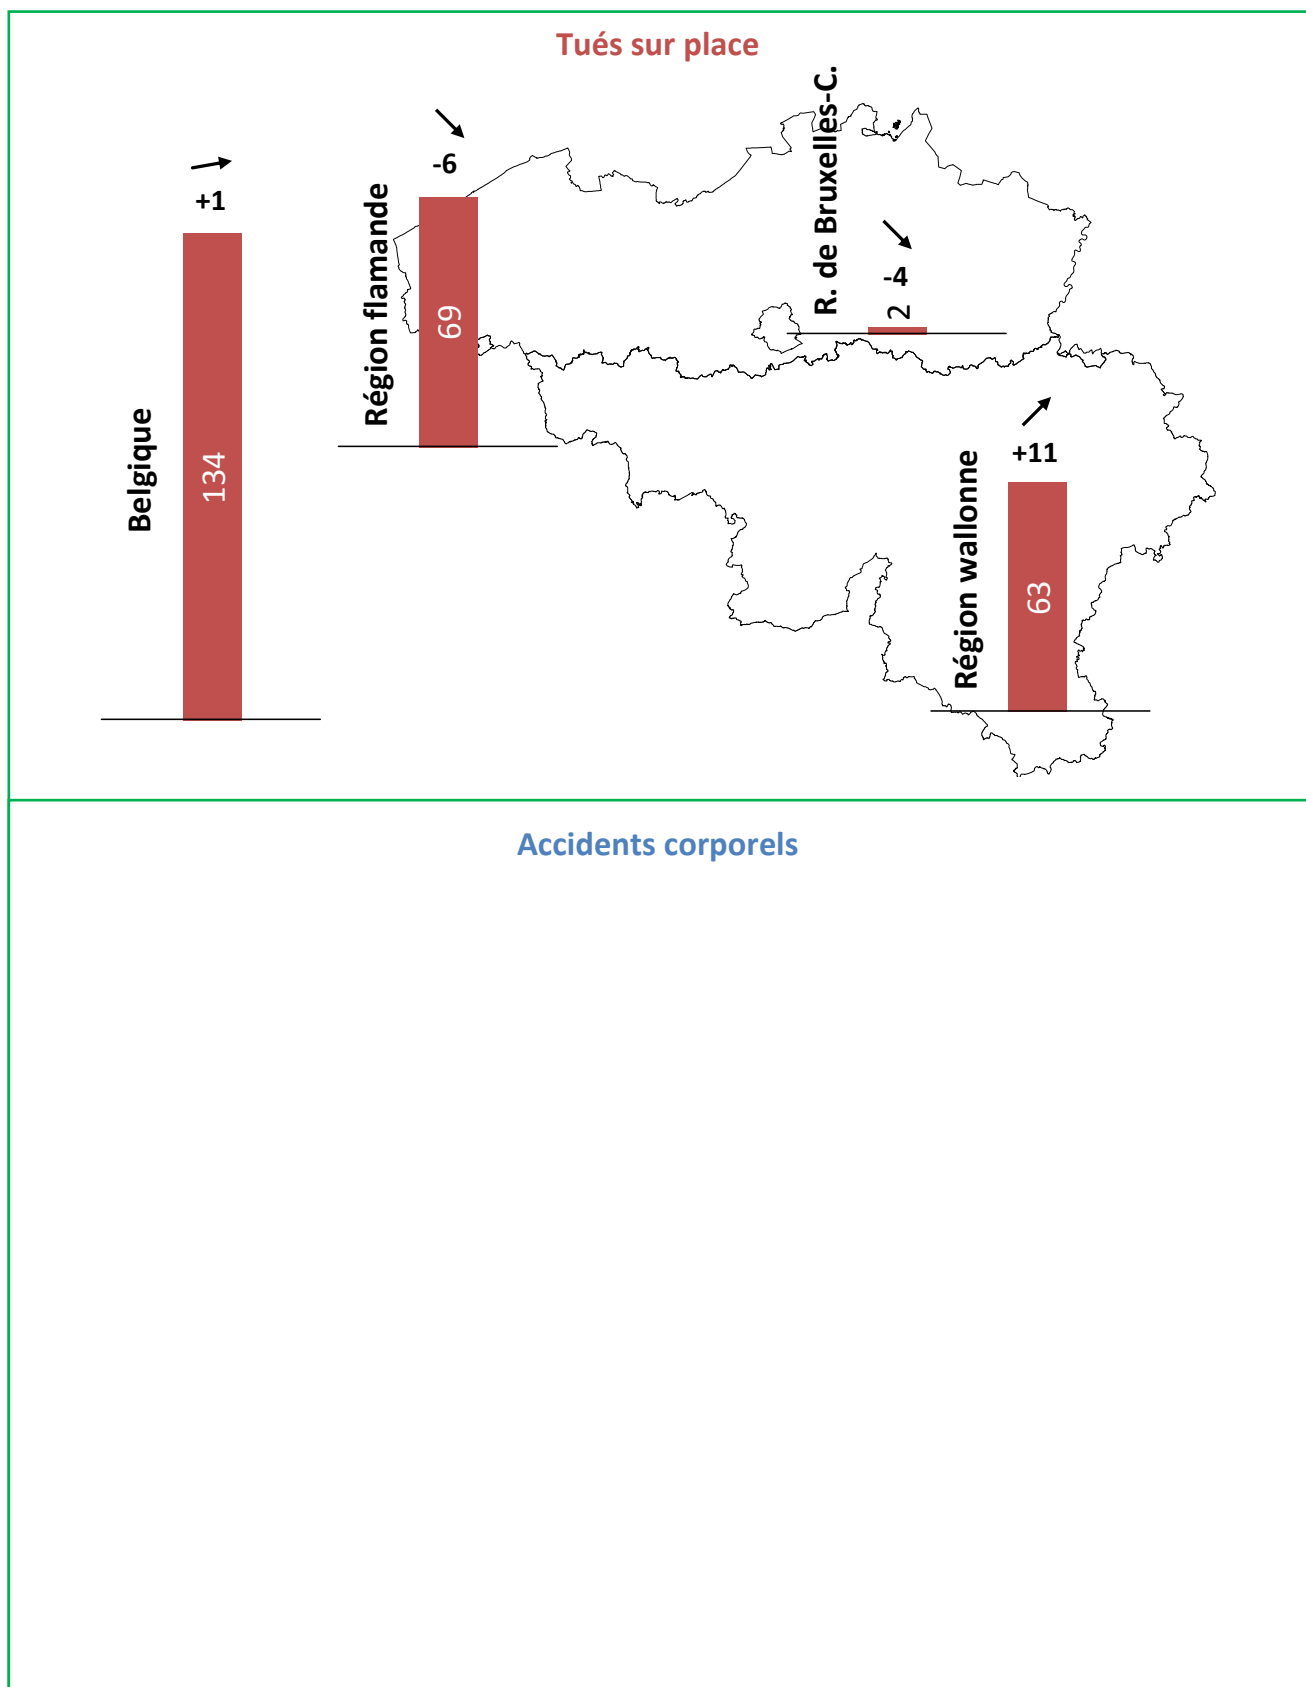 Tués sur place
+1
Belgique
134
-6
Région flamande
69
R. de Bruxelles-C.
-4
2
+11
Région wallonne
63
Accidents corporels